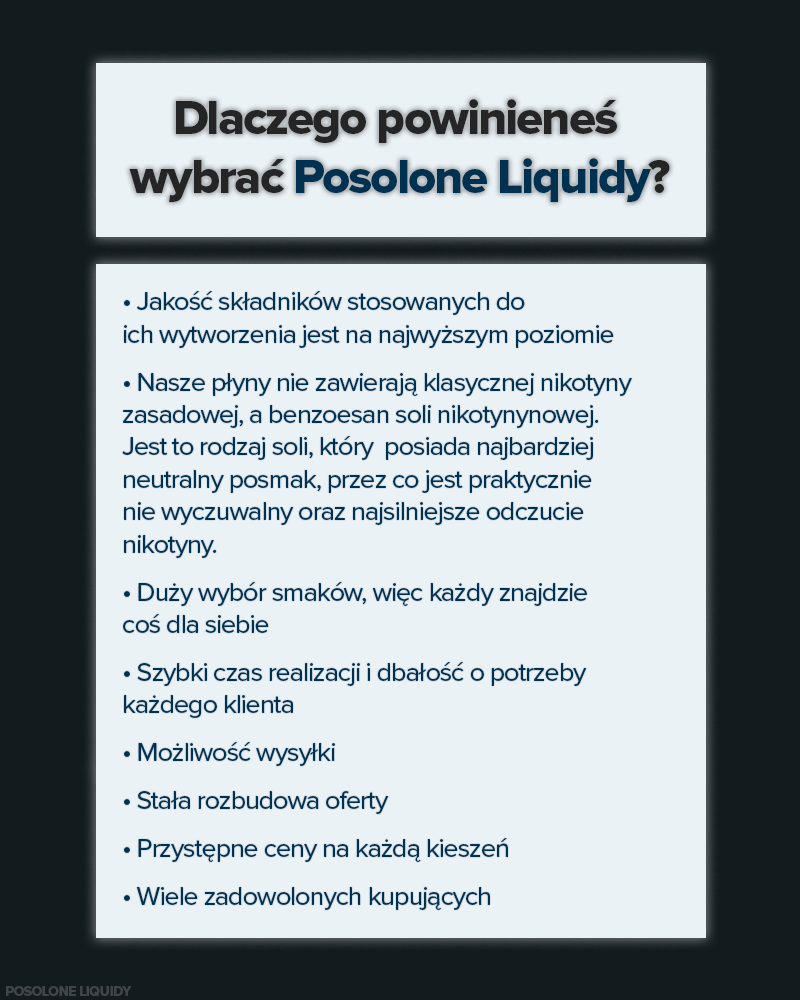 Dlaczego powinieneś
wybrać Posolone Liquidy?
• Jakość składników stosowanych do
ich wytworzenia jest na najwyższym poziomie
• Nasze płyny nie zawierają klasycznej nikotyny
zasadowej, a benzoesan soli nikotynynowej.
Jest to rodzaj soli, który  posiada najbardziej
neutralny posmak, przez co jest praktycznie
nie wyczuwalny oraz najsilniejsze odczucie
nikotyny.
• Duży wybór smaków, więc każdy znajdzie
coś dla siebie
• Szybki czas realizacji i dbałość o potrzeby
każdego klienta
• Możliwość wysyłki
• Stała rozbudowa oferty
• Przystępne ceny na każdą kieszeń
• Wiele zadowolonych kupujących
POSOLONE LIQUIDY